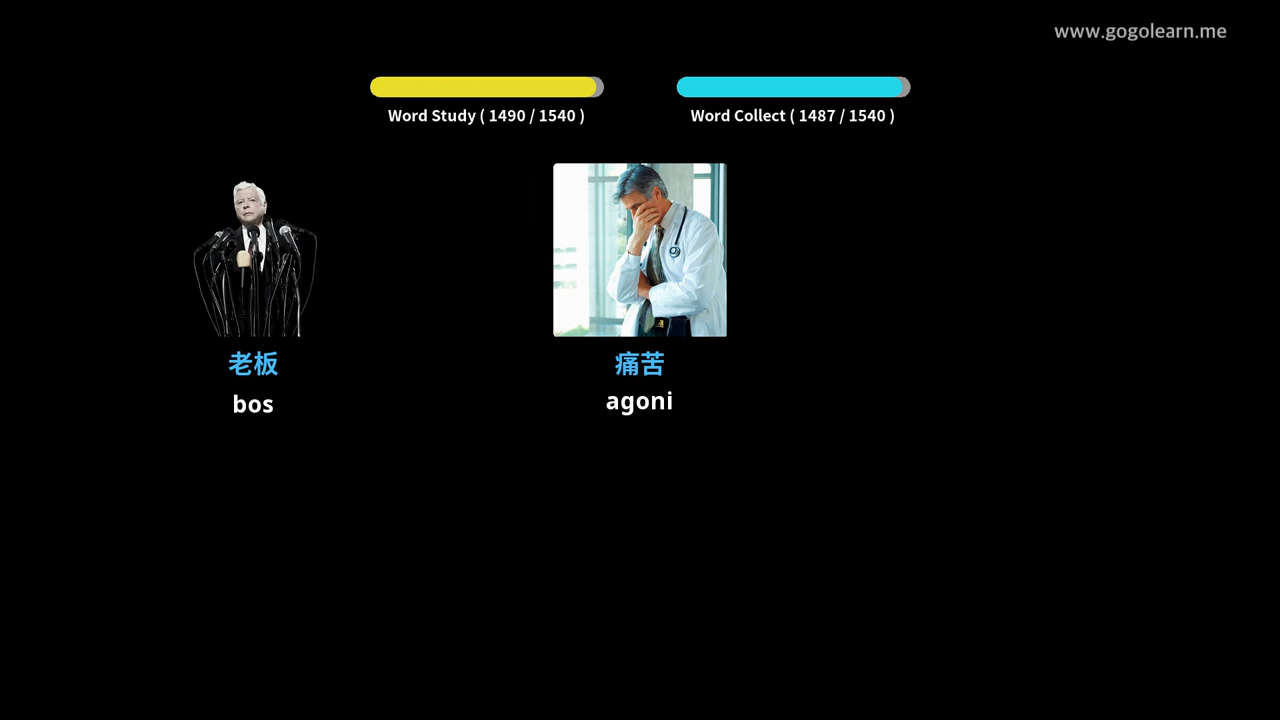 www.gogolearn.me
Word Study ( 1490 / 1540 )
Word Collect ( 1487 / 1540 )
老板
bos
痛苦
agoni